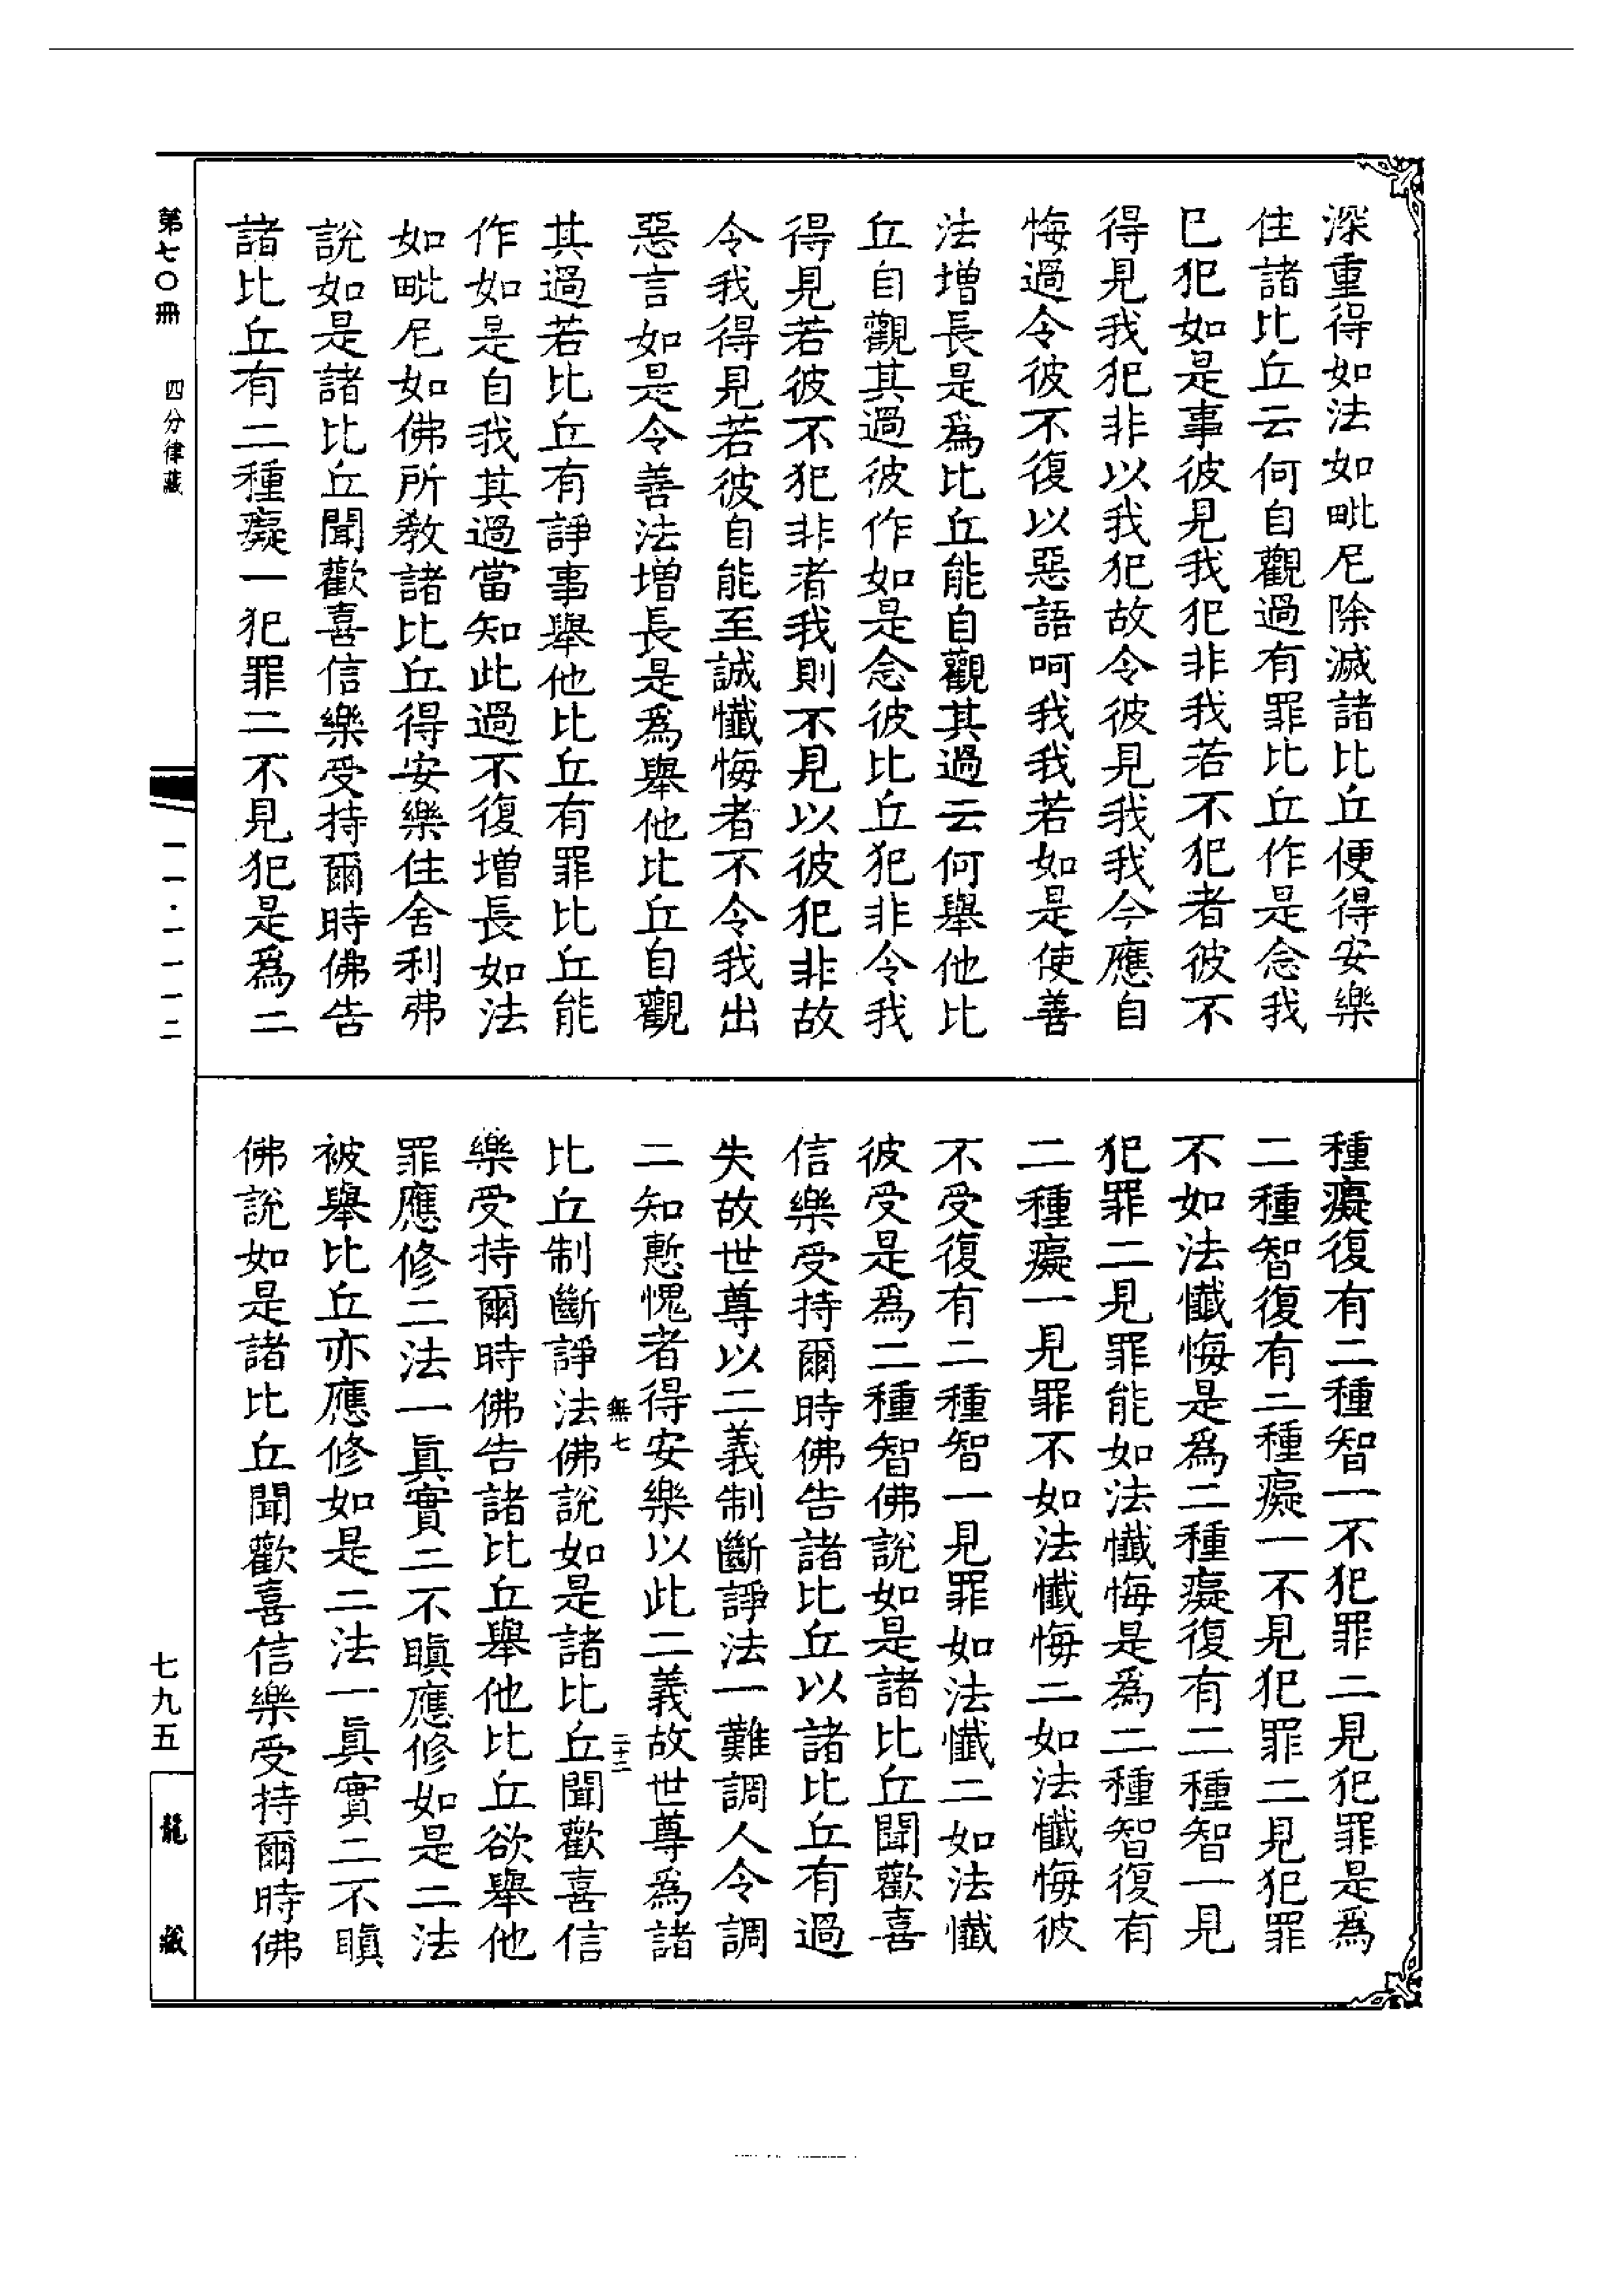 深重得如法如毗尼除滅諸比丘便得安樂
住諸比丘云何自觀過有罪比丘作是念我
已犯如是事彼見我犯非我若不犯者彼不
得見我犯非以我犯故令彼見我我今應自
悔過令彼不復以惡語呵我我若如是使善
法增長是爲比丘能自觀其過云何舉他比
丘自觀其過彼作如是念彼比丘犯非令我
得見若彼不犯非者我則不見以彼犯非故
令我得見若彼自能至誠懺悔者不令我出
惡言如是令善法增長是爲舉他比丘自觀
其過若比丘有諍事舉他比丘有罪比丘能
作如是自我其過當知此過不復增長如法
如毗尼如佛所教諸比丘得安樂住舍利弗
說如是諸比丘聞歡喜信樂受持爾時佛告
諸比丘有二種癡一犯罪二不見犯是爲二
種癡復有二種智一不犯罪二見犯罪是爲
二種智復有二種癡一不見犯罪二見犯罪
不如法懺悔是爲二種癡復有二種智一見
犯罪二見罪能如法懺悔是爲二種智復有
二種癡一見罪不如法懺悔二如法懺悔彼
不受復有二種智一見罪如法懺二如法懺
彼受是爲二種智佛說如是諸比丘聞歡喜
信樂受持爾時佛告諸比丘以諸比丘有過
失故世尊以二義制斷諍法一難調人令調
二知慙愧者得安樂以此二義故世尊爲諸
無七
二十二
比丘制斷諍法佛說如是諸比丘聞歡喜信
樂受持爾時佛告諸比丘舉他比丘欲舉他
罪應修二法一眞實二不瞋應修如是二法
被舉比丘亦應修如是二法一眞實二不瞋
佛說如是諸比丘聞歡喜信樂受持爾時佛
第七〇冊
四分律藏
一一·一一一二
七九五
龍藏